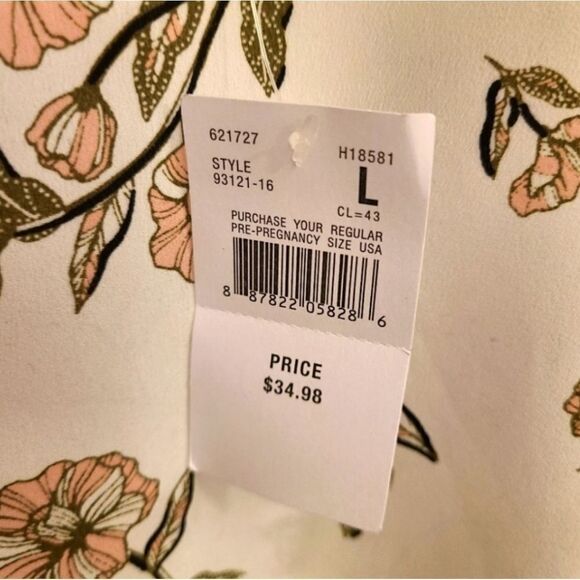 621727 H18581
STYLE L
93121-16 CL=43
PURCHASE YOUR REGULAR
PRE-PREGNANCY SIZE USA
8 87822 05828 6
PRICE
$34.98